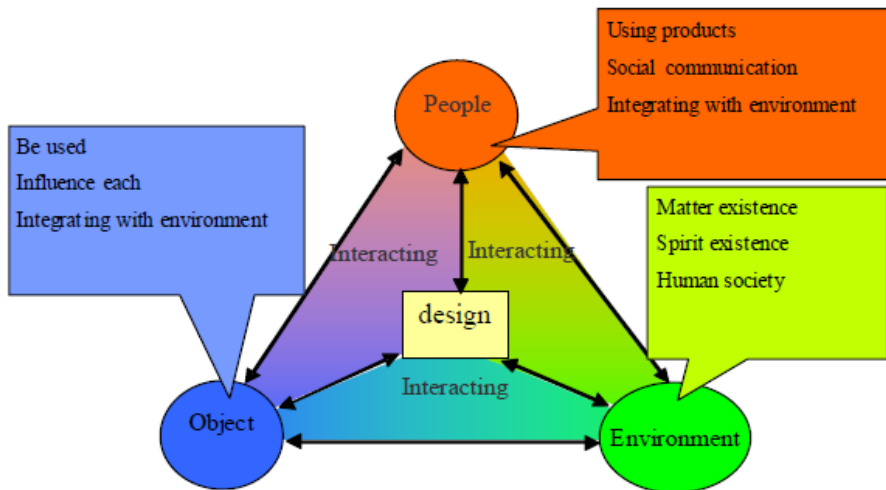 Using products
Social communication
Integrating with environment
People
Be used
Influence each
Integrating with environment
Matter existence
Spirit existence
Human society
Interacting
Interacting
design
Interacting
Object
Environment